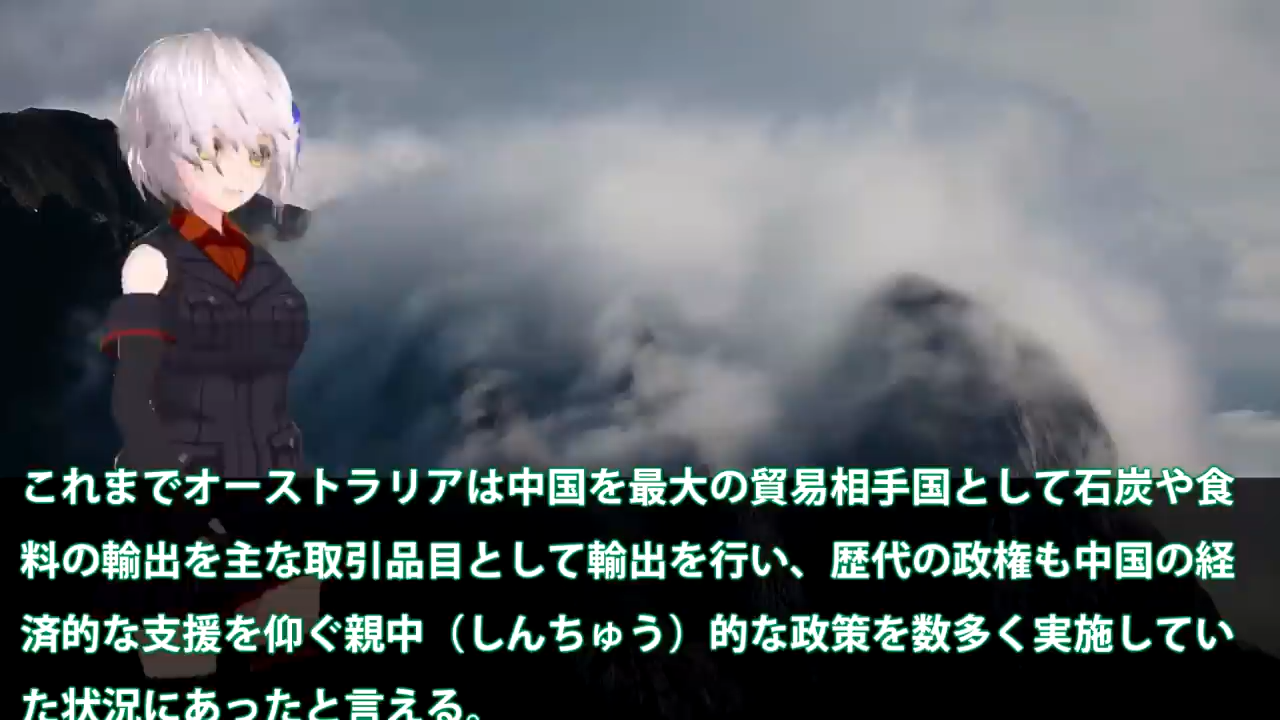 これまでオーストラリアは中国を最大の貿易相手国として石炭や食
料の輸出を主な取引品目として輸出を行い、歴代の政権も中国の経
済的な支援を仰ぐ親中（しんちゅう）的な政策を数多く実施してい
た状況にあったと言える。